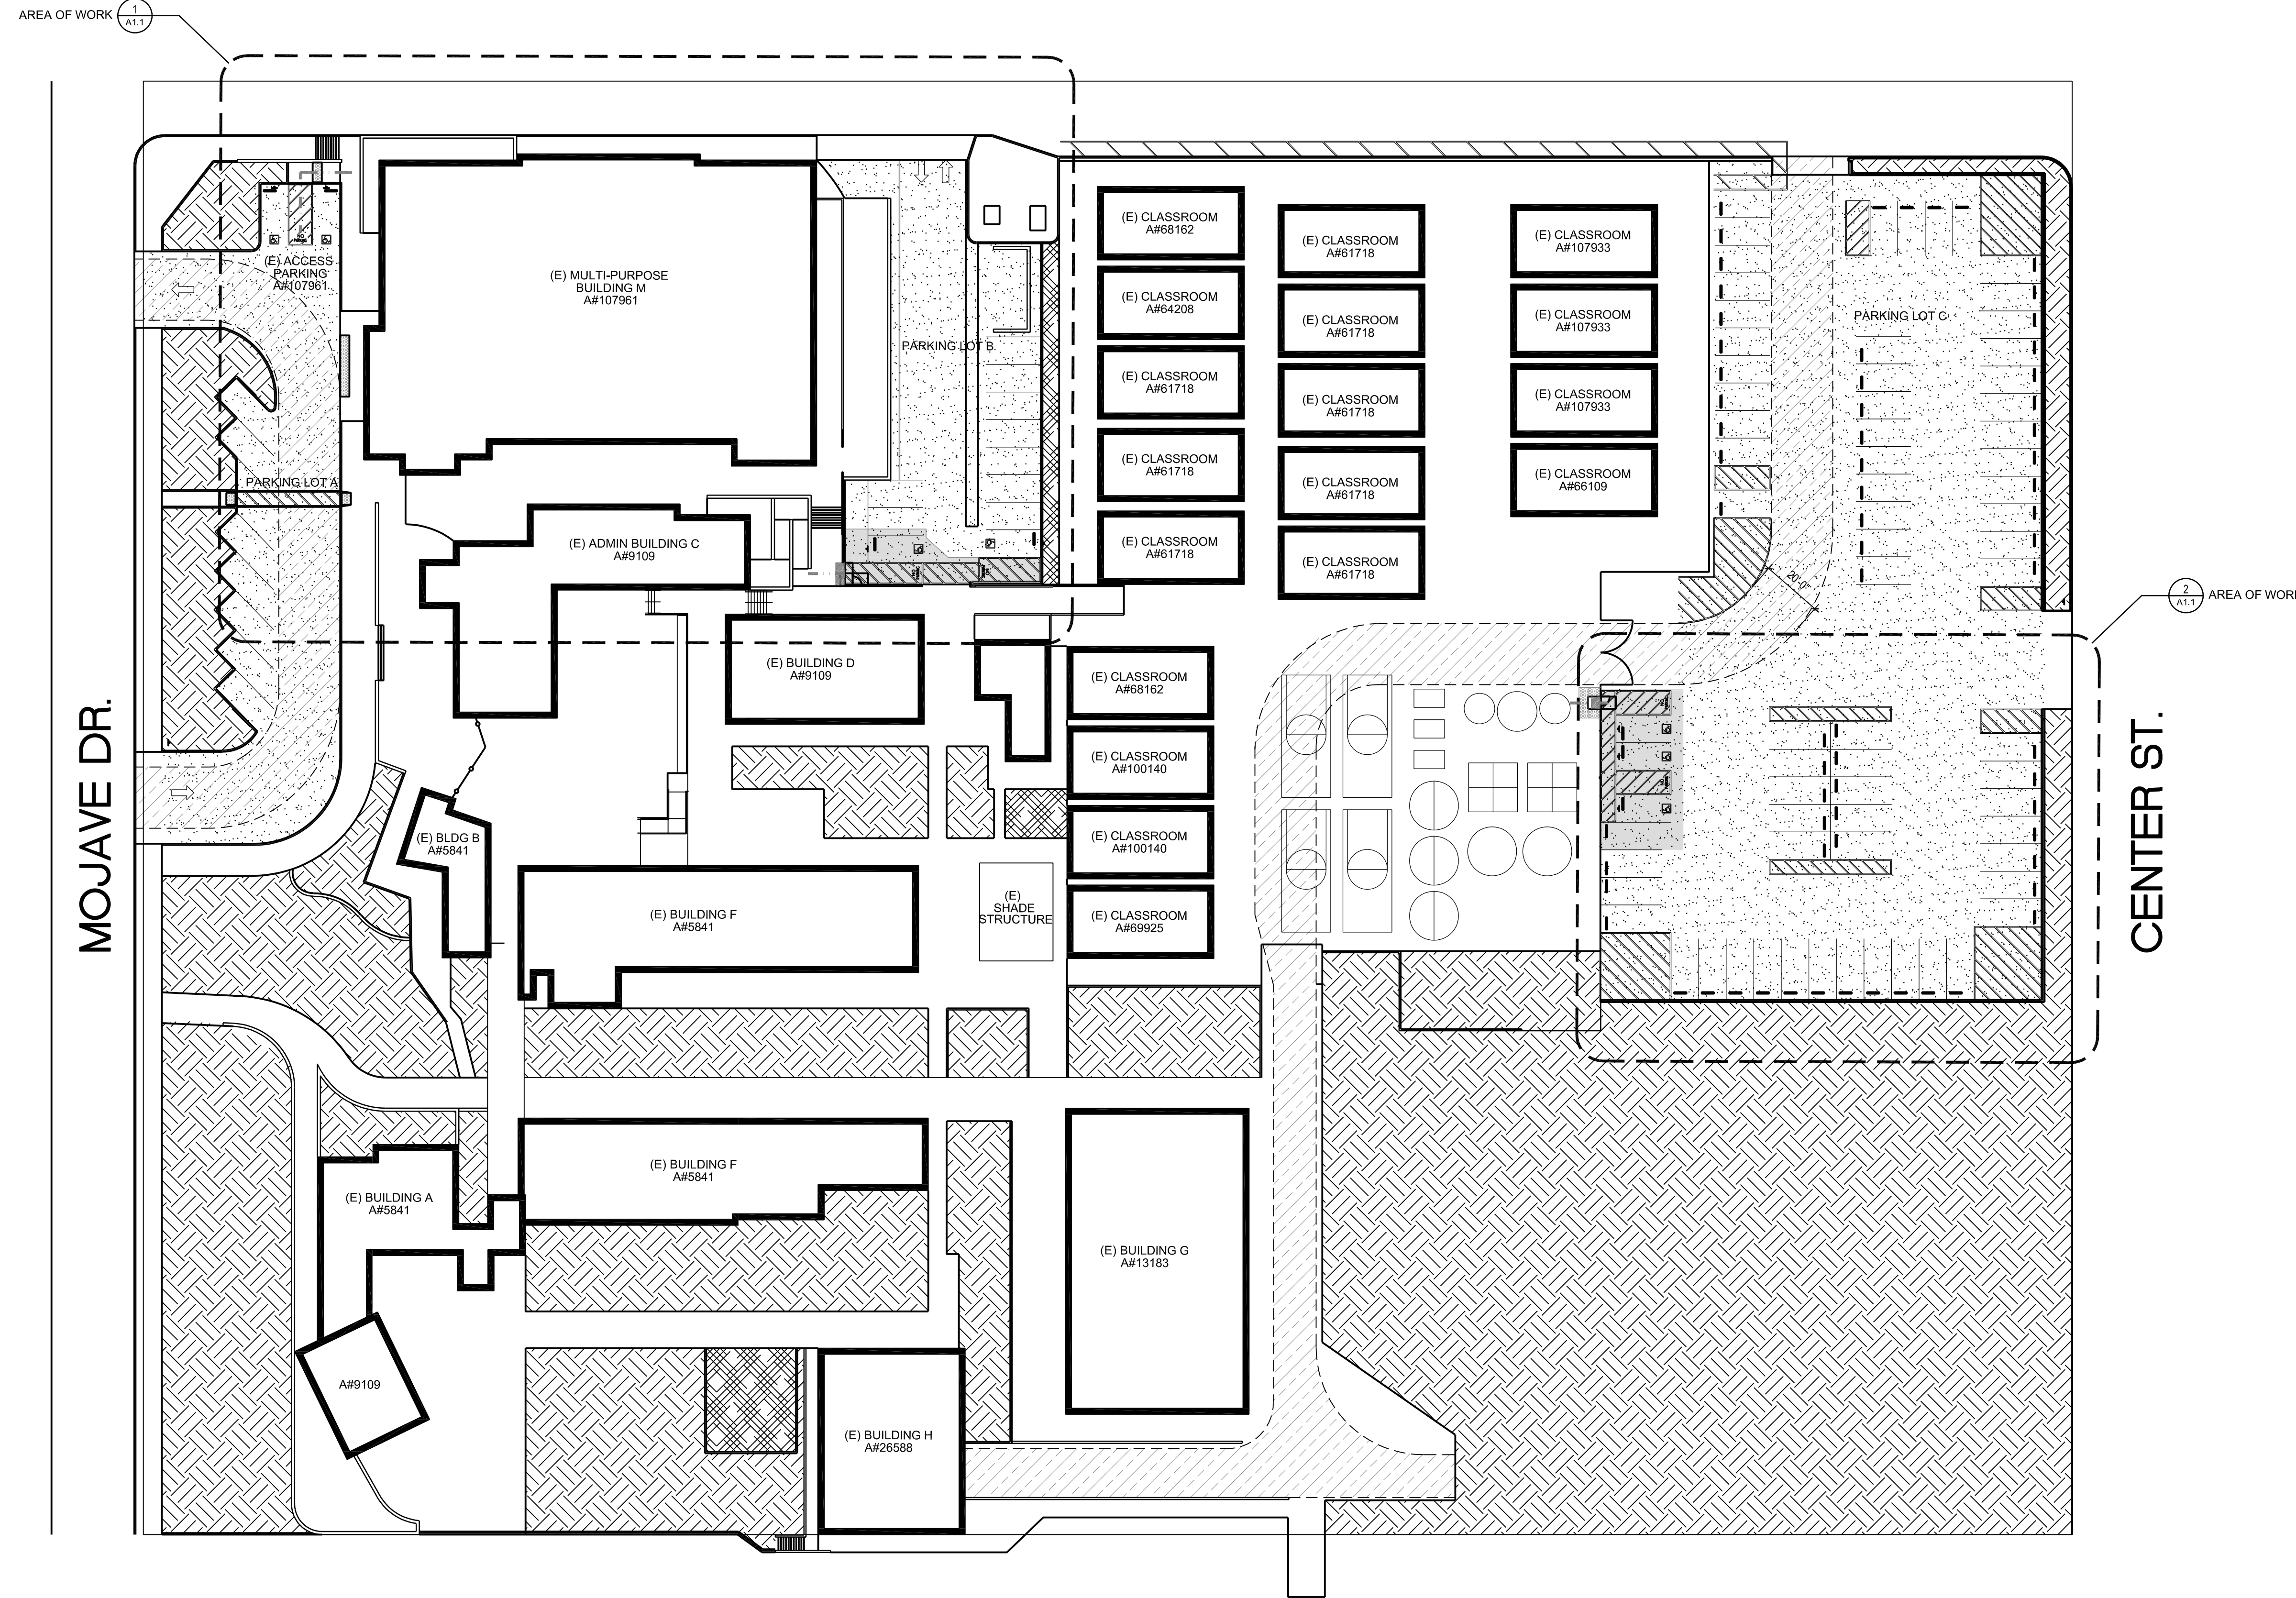 AREA OF WORK
1
A1.1
(E) ACCESS
PARKING
A#107961
(E) MULTI-PURPOSE
BUILDING M
A#107961
PARKING LOT B
(E) CLASSROOM
A#68162
(E) CLASSROOM
A#61718
(E) CLASSROOM
A#107933
(E) CLASSROOM
A#64208
(E) CLASSROOM
A#61718
(E) CLASSROOM
A#107933
PARKING LOT C
(E) CLASSROOM
A#61718
(E) CLASSROOM
A#61718
(E) CLASSROOM
A#107933
(E) CLASSROOM
A#61718
(E) CLASSROOM
A#61718
(E) CLASSROOM
A#66109
PARKING LOT A
(E) ADMIN BUILDING C
A#9109
(E) CLASSROOM
A#61718
(E) CLASSROOM
A#61718
20'-0"
2
A1.1
AREA OF WORK
(E) BUILDING D
A#9109
(E) CLASSROOM
A#68162
(E) CLASSROOM
A#100140
MOJAVE DR.
CENTER ST.
(E) BLDG B
A#5841
(E) CLASSROOM
A#100140
(E) BUILDING F
A#5841
(E)
SHADE
STRUCTURE
(E) CLASSROOM
A#69925
(E) BUILDING F
A#5841
(E) BUILDING A
A#5841
(E) BUILDING G
A#13183
A#9109
(E) BUILDING H
A#26588